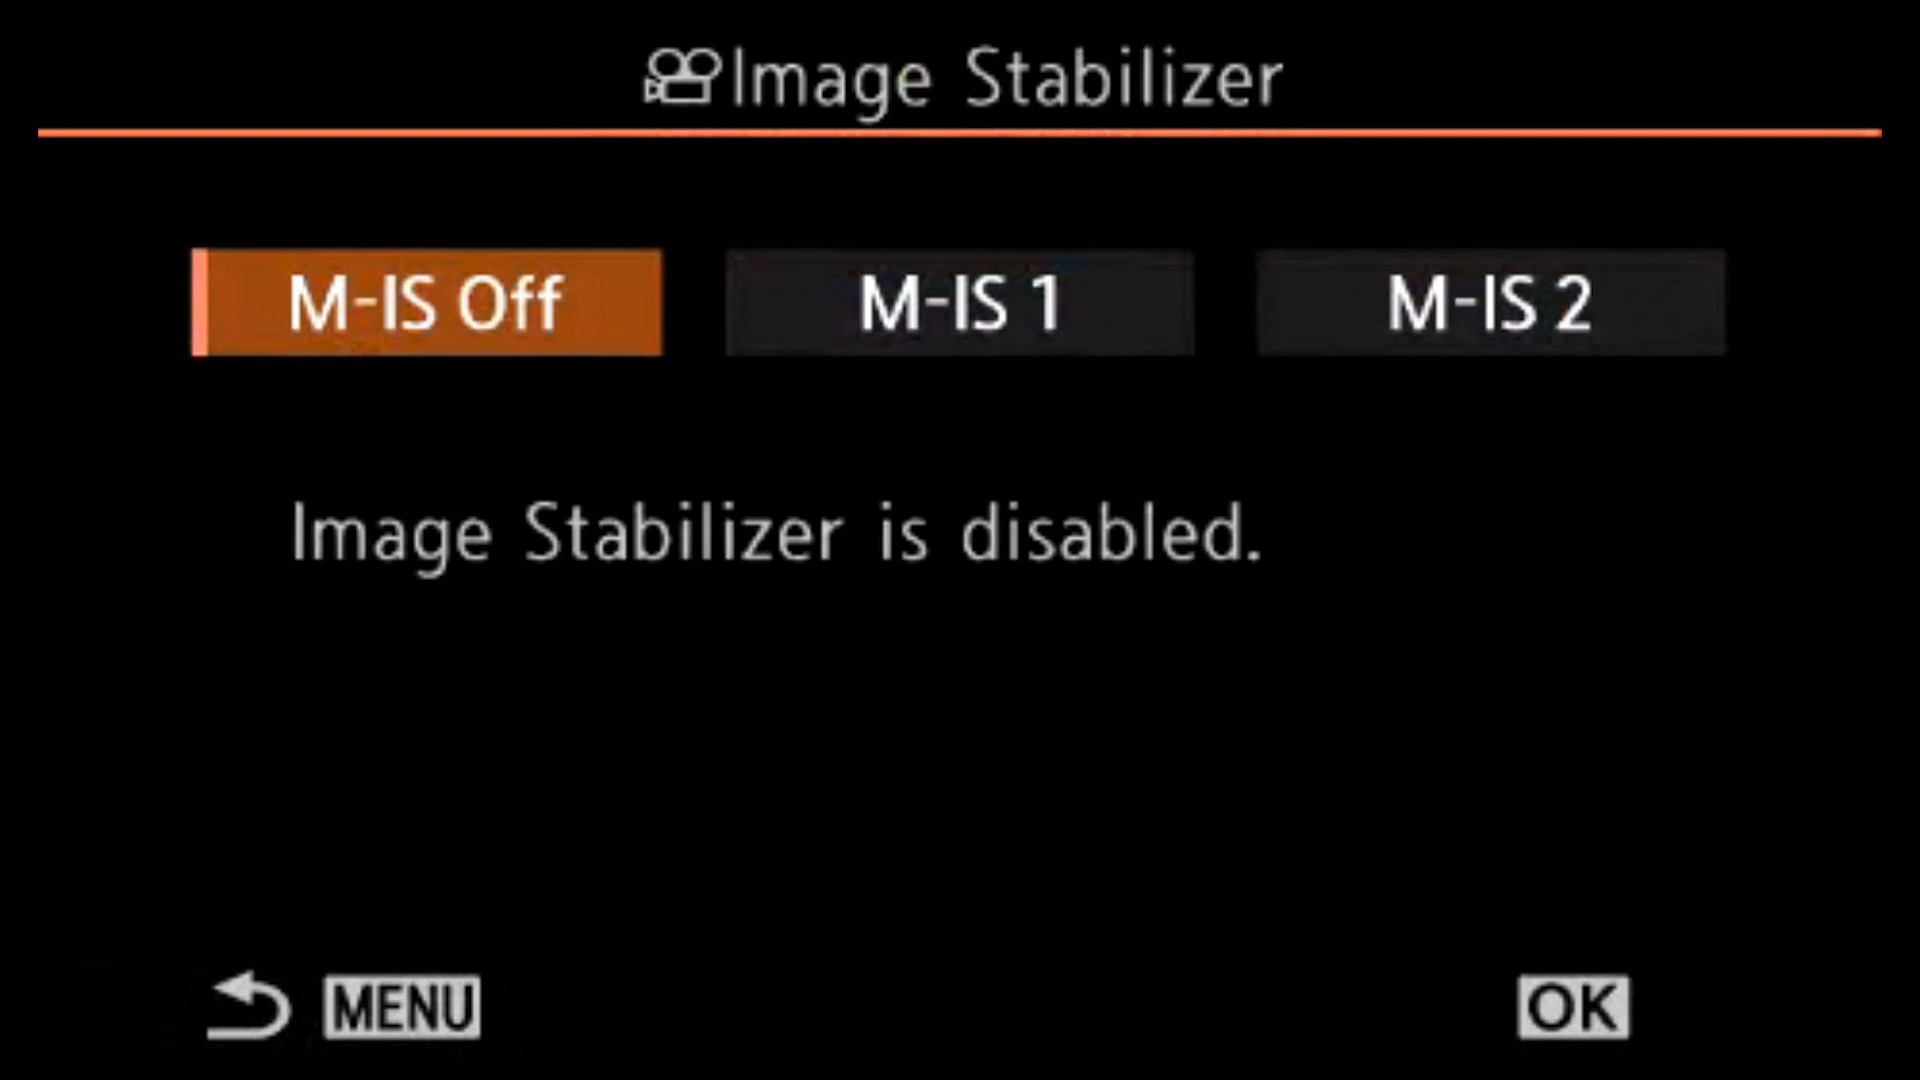 Image Stabilizer
M-IS Off M-IS 1 M-IS 2
Image Stabilizer is disabled.
MENU OK